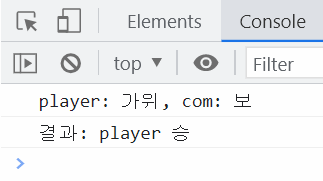 Elements Console
top Filter
player: 가위, com: 보
결과: player 승